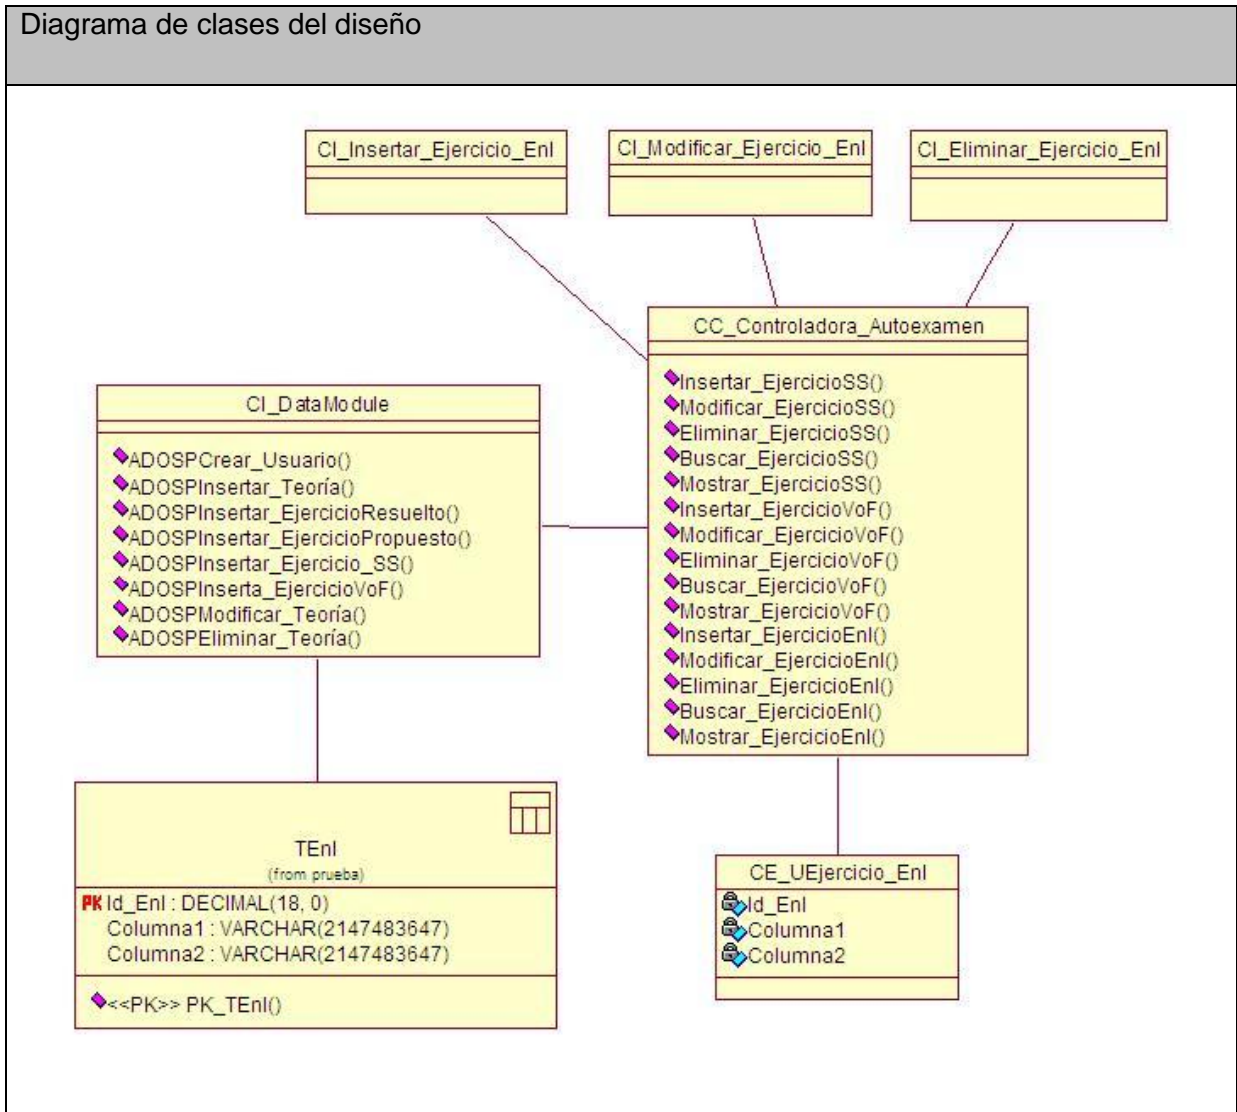 Diagrama de clases del diseño
CI_Insertar_Ejercicio_Enl
CI_Modificar_Ejercicio_Enl
CI_Eliminar_Ejercicio_Enl
CC_Controladora_Autoexamen
Insertar_EjercicioSS()
Modificar_EjercicioSS()
Eliminar_EjercicioSS()
Buscar_EjercicioSS()
Mostrar_EjercicioSS()
Insertar_EjercicioVoF()
Modificar_EjercicioVoF()
Eliminar_EjercicioVoF()
Buscar_EjercicioVoF()
Mostrar_EjercicioVoF()
Insertar_EjercicioEnl()
Modificar_EjercicioEnl()
Eliminar_EjercicioEnl()
Buscar_EjercicioEnl()
Mostrar_EjercicioEnl()
CI_DataModule
ADOSPCrear_Usuario()
ADOSPInsertar_Teoría()
ADOSPInsertar_EjercicioResuelto()
ADOSPInsertar_EjercicioPropuesto()
ADOSPInsertar_Ejercicio_SS()
ADOSPInserta_EjercicioVoF()
ADOSPModificar_Teoría()
ADOSPEliminar_Teoría()
TEnl
(from prueba)
PK Id_Enl : DECIMAL(18, 0)
Columna1 : VARCHAR(2147483647)
Columna2 : VARCHAR(2147483647)
<<PK>> PK_TEnl()
CE_UEjercicio_Enl
Id_Enl
Columna1
Columna2